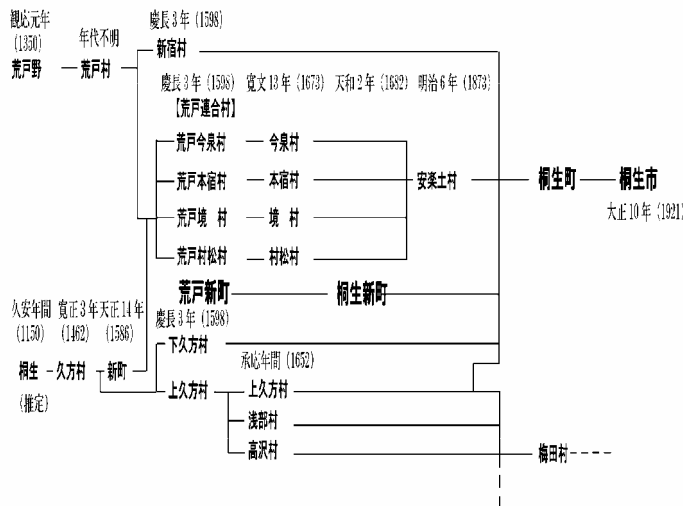 観応元年
(1350)
荒戸野
年代不明
荒戸村
慶長3年 (1598)
新宿村
慶長3年 (1598) 寛文13年 (1673) 天和2年 (1682) 明治6年 (1873)
【荒戸連合村】
荒戸今泉村 今泉村
荒戸本宿村 本宿村 安楽土村 桐生町 桐生市
大正10年 (1921)
荒戸境 村 境 村
荒戸村松村 村松村
荒戸新町 桐生新町
久安年間 寛正3年 天正14年
(1150) (1462) (1586)
桐生 久方村 新町
(推定)
慶長3年 (1598)
下久方村
承応年間 (1652)
上久方村 上久方村
浅部村
高沢村 梅田村